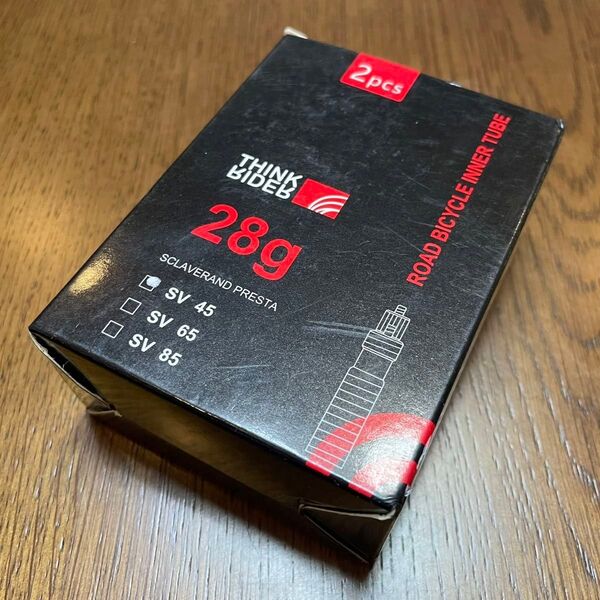 2pcs
THINK
RIDER
28g
SCLAVERAND PRESTA
SV 45
SV 65
SV 85
ROAD BICYCLE INNER TUBE